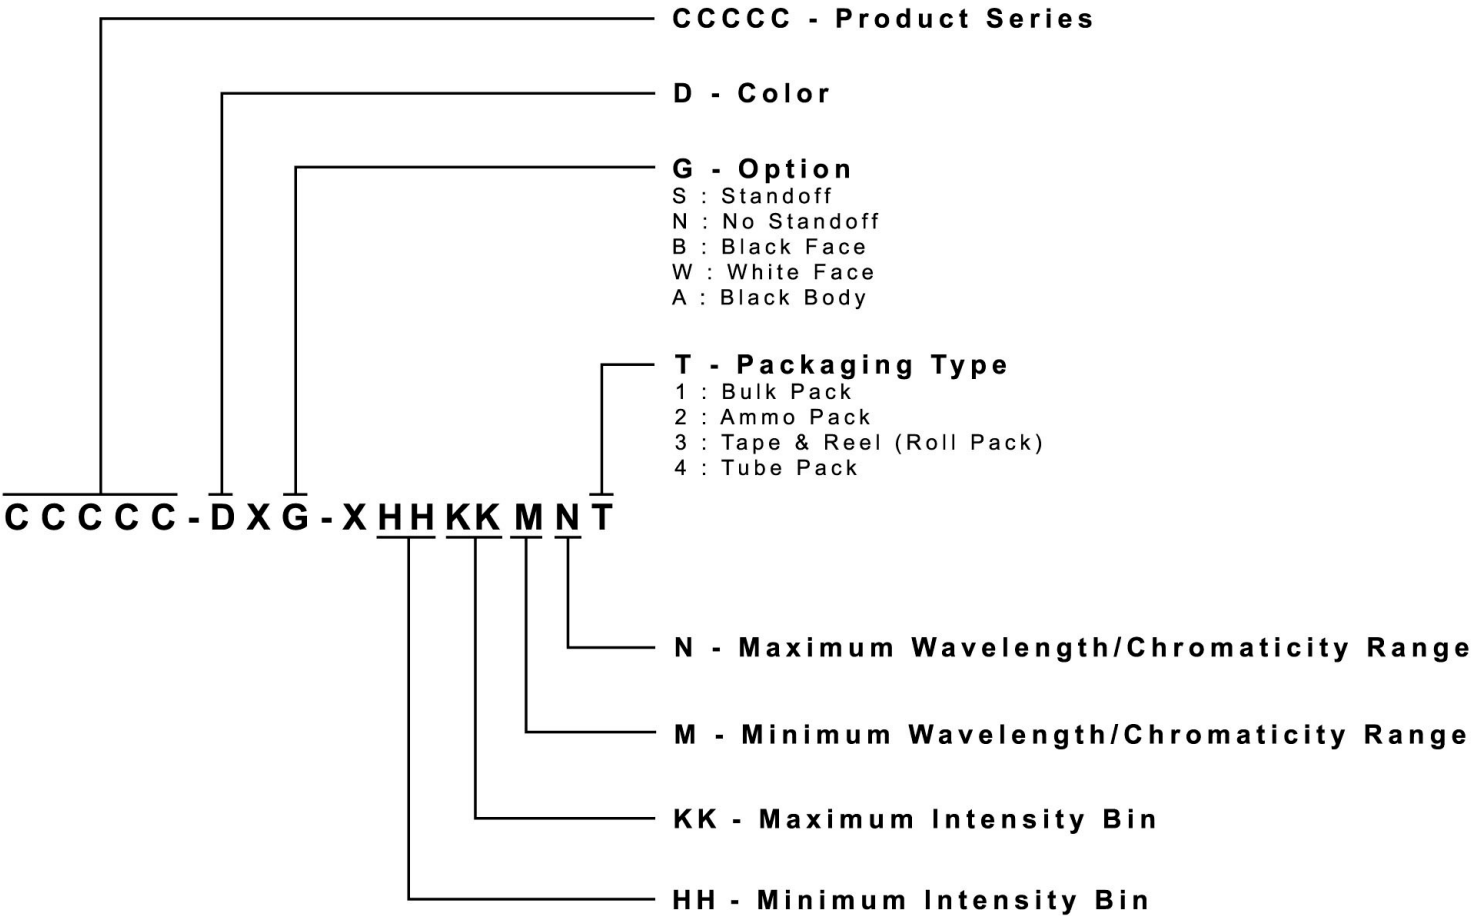 CCCCC - Product Series
D - Color
G - Option
S : Standoff
N : No Standoff
B : Black Face
W : White Face
A : Black Body
T - Packaging Type
1 : Bulk Pack
2 : Ammo Pack
3 : Tape & Reel (Roll Pack)
4 : Tube Pack
CCCCC-DXG-XHHKKMNT
N - Maximum Wavelength/Chromaticity Range
M - Minimum Wavelength/Chromaticity Range
KK - Maximum Intensity Bin
HH - Minimum Intensity Bin